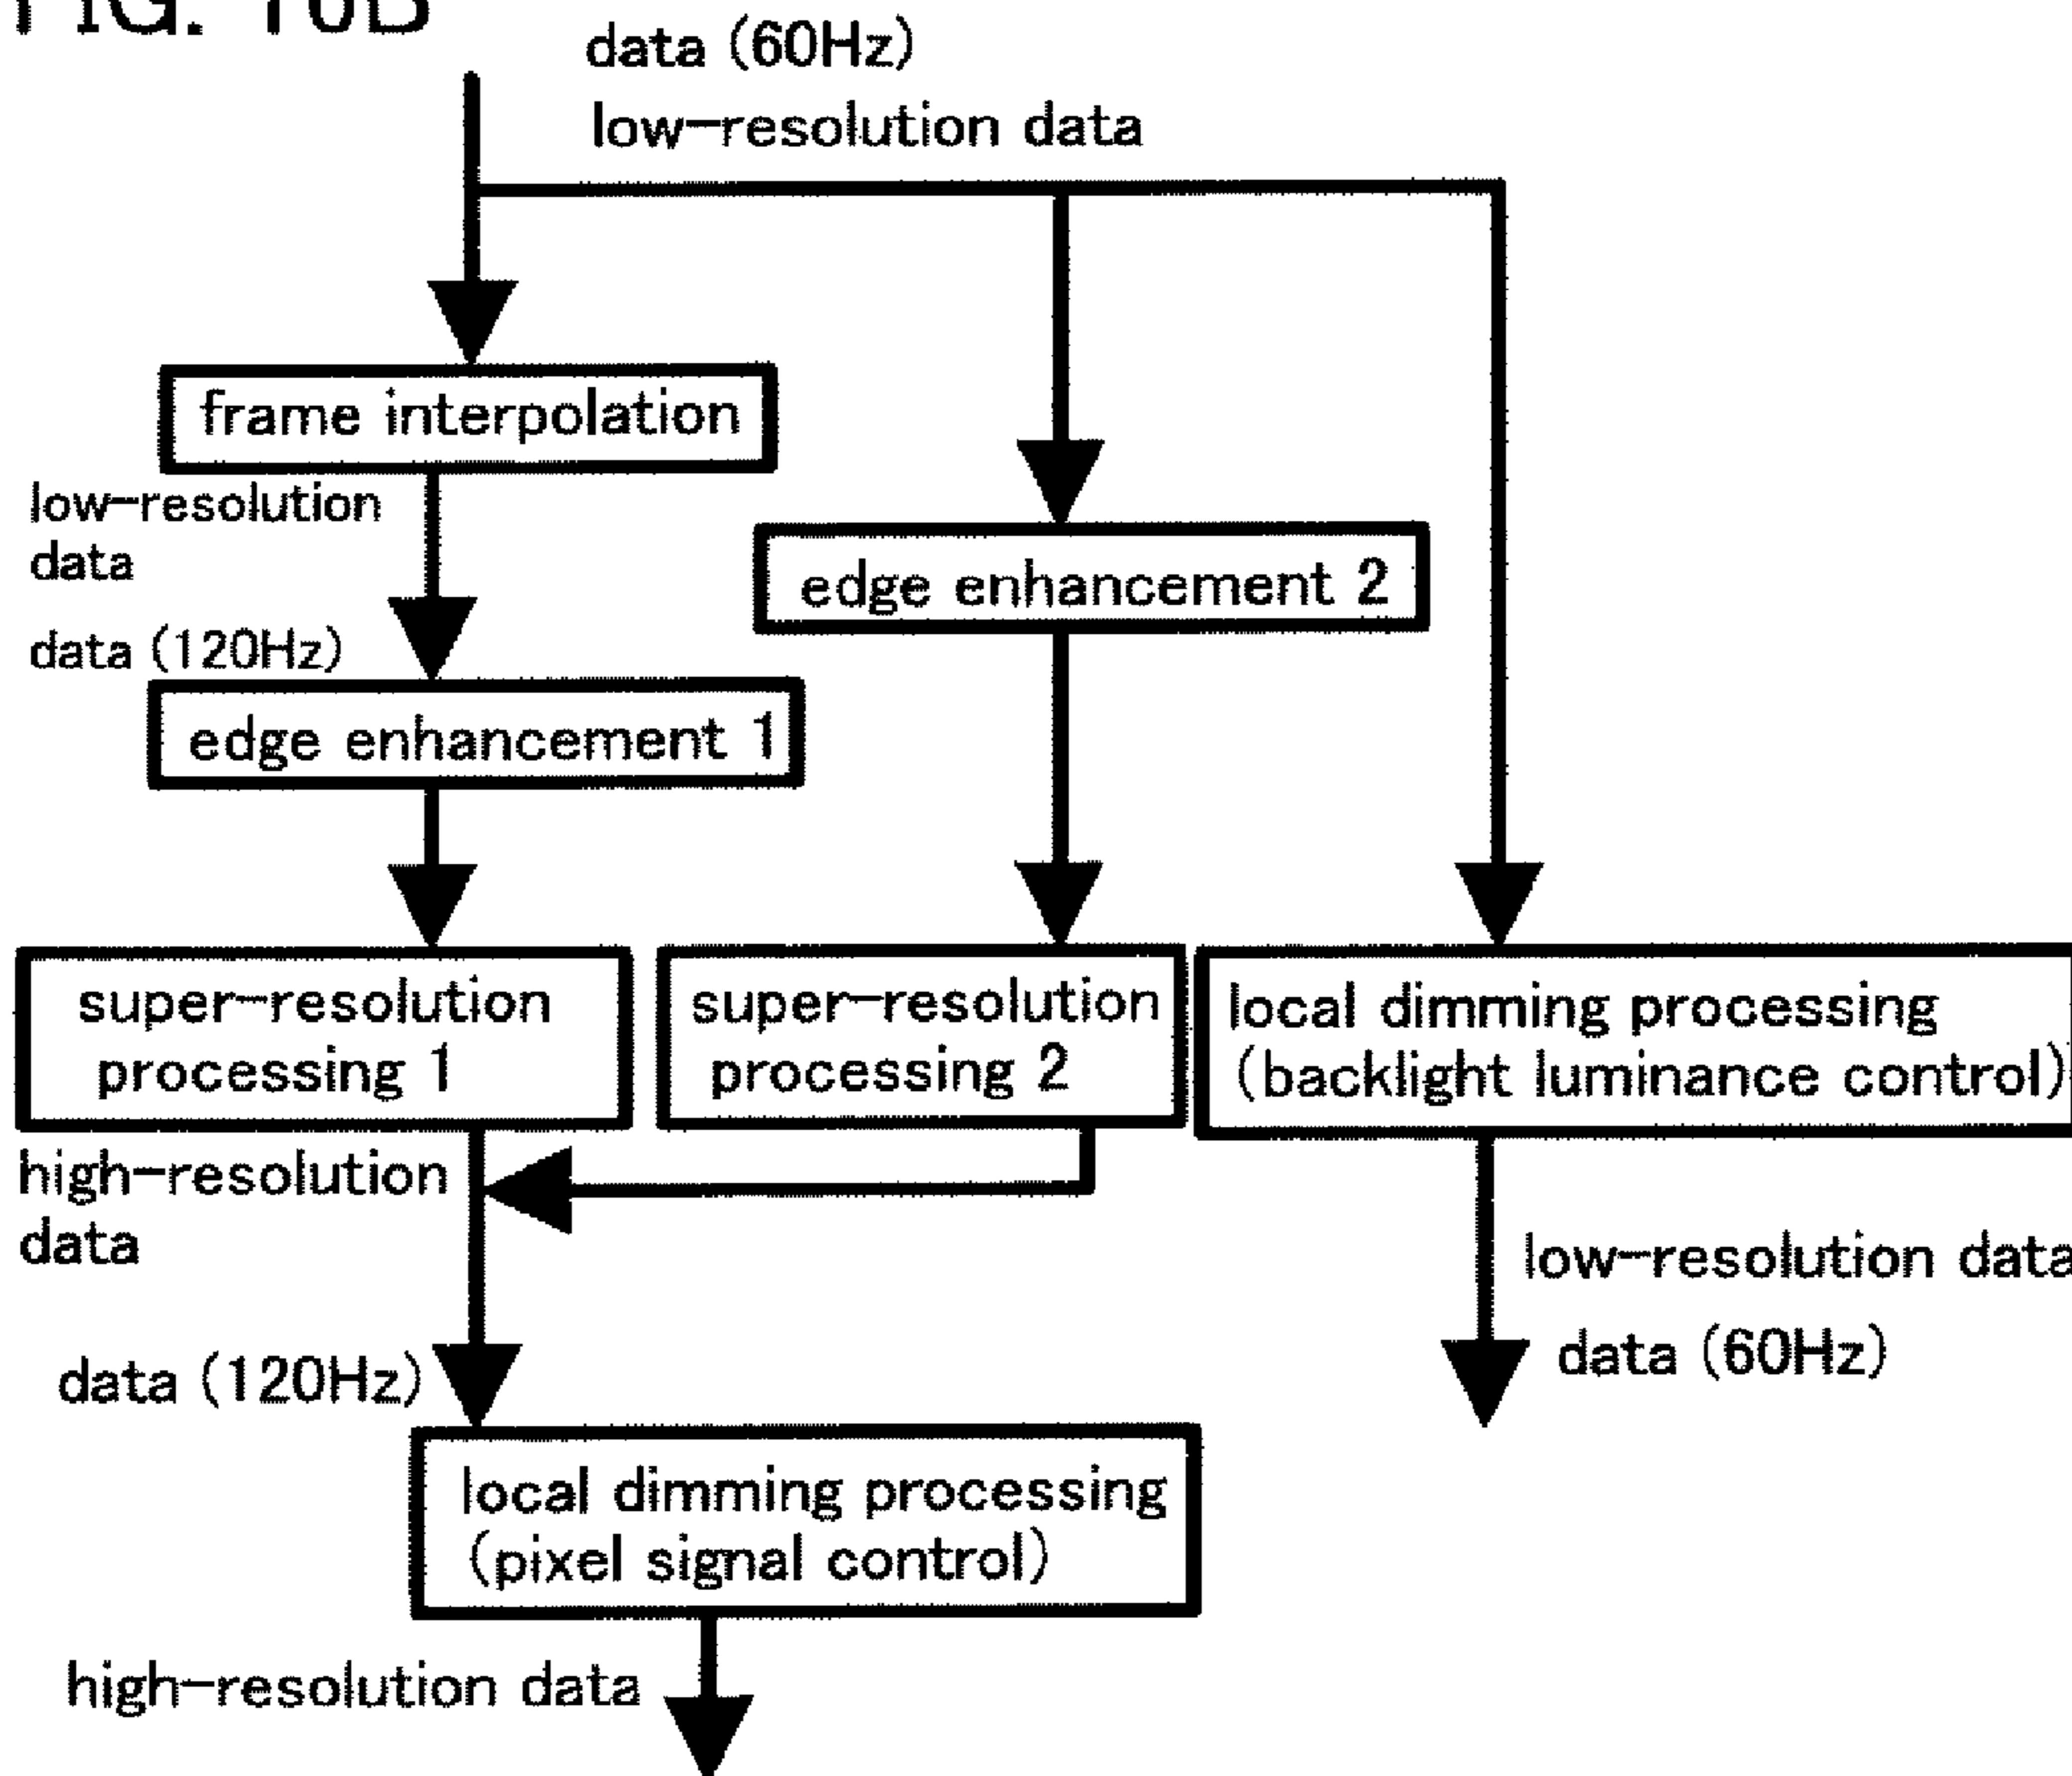 FIG. 10B
data (60Hz)
low-resolution data
frame interpolation
low-resolution
data
data (120Hz)
edge enhancement 2
edge enhancement 1
super-resolution
processing 1
super-resolution
processing 2
local dimming processing
(backlight luminance control)
high-resolution
data
low-resolution data
data (60Hz)
data (120Hz)
local dimming processing
(pixel signal control)
high-resolution data